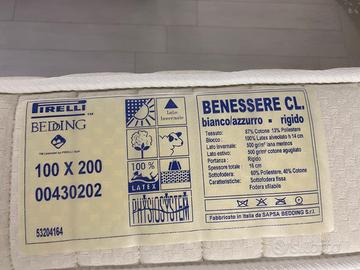 PIRELLI
BEDDING
100 X 200
00430202
53204164
Lato
Invernale
100 %
LATEX
PHYSIOSYSTEM
BENESSERE CL.
bianco/azzurro ▪ rigido
Tessuto: 87% Cotone 13% Poliestere
Blocco: 100% Latex alveolato h 14 cm
Lato invernale: 500 gr/m² lana merinos
Lato estivo: 500 gr/m² cotone agugliato
Portanza: Rigido
Spessore totale: 16 cm
Sottofodera: 60% Poliestere, 40% Cotone
Caratteristiche: Sottofodera fissa
Fodera sfilabile
Fabbricato in Italia da SAPSA BEDDING S.r.l.